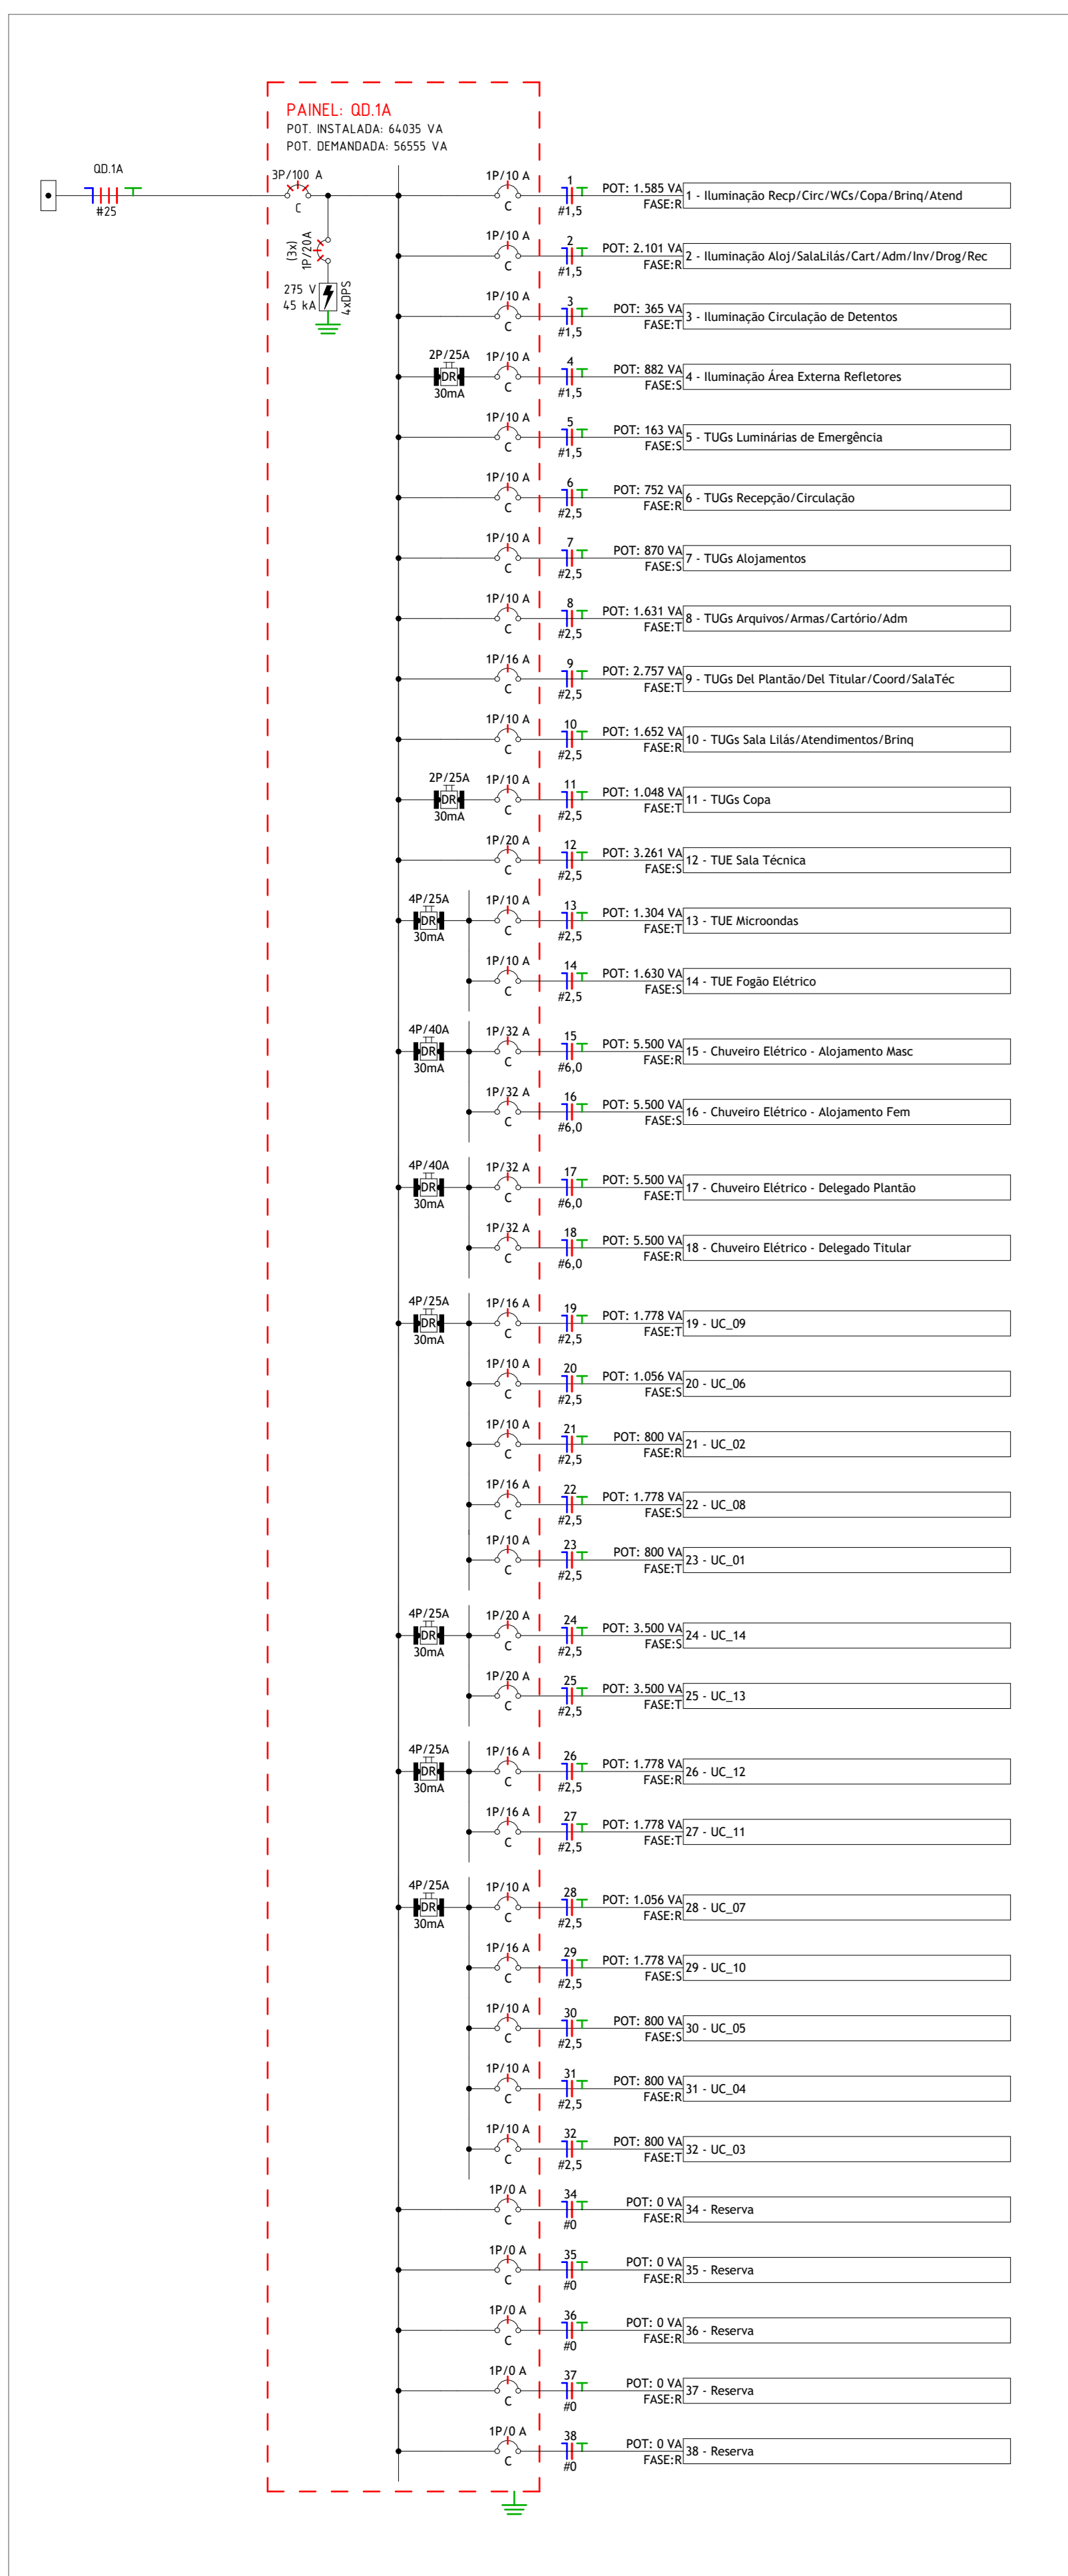 PAINEL: QD.1A
POT. INSTALADA: 64035 VA
POT. DEMANDADA: 56555 VA
QD.1A
#25
3P/100 A
C
(3x)
1P/20A
275 V
45 kA
4xDPS
1P/10 A
C
1
#1,5
POT: 1.585 VA
FASE:R
1 - Iluminação Recp/Circ/WCs/Copa/Brinq/Atend
1P/10 A
C
2
#1,5
POT: 2.101 VA
FASE:R
2 - Iluminação Aloj/SalaLilás/Cart/Adm/Inv/Drog/Rec
1P/10 A
C
3
#1,5
POT: 365 VA
FASE:T
3 - Iluminação Circulação de Detentos
2P/25A
DR
30mA
1P/10 A
C
4
#1,5
POT: 882 VA
FASE:S
4 - Iluminação Área Externa Refletores
1P/10 A
C
5
#1,5
POT: 163 VA
FASE:S
5 - TUGs Luminárias de Emergência
1P/10 A
C
6
#2,5
POT: 752 VA
FASE:R
6 - TUGs Recepção/Circulação
1P/10 A
C
7
#2,5
POT: 870 VA
FASE:S
7 - TUGs Alojamentos
1P/10 A
C
8
#2,5
POT: 1.631 VA
FASE:T
8 - TUGs Arquivos/Armas/Cartório/Adm
1P/16 A
C
9
#2,5
POT: 2.757 VA
FASE:T
9 - TUGs Del Plantão/Del Titular/Coord/SalaTéc
1P/10 A
C
10
#2,5
POT: 1.652 VA
FASE:R
10 - TUGs Sala Lilás/Atendimentos/Brinq
2P/25A
DR
30mA
1P/10 A
C
11
#2,5
POT: 1.048 VA
FASE:T
11 - TUGs Copa
1P/20 A
C
12
#2,5
POT: 3.261 VA
FASE:S
12 - TUE Sala Técnica
4P/25A
DR
30mA
1P/10 A
C
13
#2,5
POT: 1.304 VA
FASE:T
13 - TUE Microondas
1P/10 A
C
14
#2,5
POT: 1.630 VA
FASE:S
14 - TUE Fogão Elétrico
4P/40A
DR
30mA
1P/32 A
C
15
#6,0
POT: 5.500 VA
FASE:R
15 - Chuveiro Elétrico - Alojamento Masc
1P/32 A
C
16
#6,0
POT: 5.500 VA
FASE:S
16 - Chuveiro Elétrico - Alojamento Fem
4P/40A
DR
30mA
1P/32 A
C
17
#6,0
POT: 5.500 VA
FASE:T
17 - Chuveiro Elétrico - Delegado Plantão
1P/32 A
C
18
#6,0
POT: 5.500 VA
FASE:R
18 - Chuveiro Elétrico - Delegado Titular
4P/25A
DR
30mA
1P/16 A
C
19
#2,5
POT: 1.778 VA
FASE:T
19 - UC_09
1P/10 A
C
20
#2,5
POT: 1.056 VA
FASE:S
20 - UC_06
1P/10 A
C
21
#2,5
POT: 800 VA
FASE:R
21 - UC_02
1P/16 A
C
22
#2,5
POT: 1.778 VA
FASE:S
22 - UC_08
1P/10 A
C
23
#2,5
POT: 800 VA
FASE:T
23 - UC_01
4P/25A
DR
30mA
1P/20 A
C
24
#2,5
POT: 3.500 VA
FASE:S
24 - UC_14
1P/20 A
C
25
#2,5
POT: 3.500 VA
FASE:T
25 - UC_13
4P/25A
DR
30mA
1P/16 A
C
26
#2,5
POT: 1.778 VA
FASE:R
26 - UC_12
1P/16 A
C
27
#2,5
POT: 1.778 VA
FASE:T
27 - UC_11
4P/25A
DR
30mA
1P/10 A
C
28
#2,5
POT: 1.056 VA
FASE:R
28 - UC_07
1P/16 A
C
29
#2,5
POT: 1.778 VA
FASE:S
29 - UC_10
1P/10 A
C
30
#2,5
POT: 800 VA
FASE:S
30 - UC_05
1P/10 A
C
31
#2,5
POT: 800 VA
FASE:R
31 - UC_04
1P/10 A
C
32
#2,5
POT: 800 VA
FASE:T
32 - UC_03
1P/0 A
C
34
#0
POT: 0 VA
FASE:R
34 - Reserva
1P/0 A
C
35
#0
POT: 0 VA
FASE:R
35 - Reserva
1P/0 A
C
36
#0
POT: 0 VA
FASE:R
36 - Reserva
1P/0 A
C
37
#0
POT: 0 VA
FASE:R
37 - Reserva
1P/0 A
C
38
#0
POT: 0 VA
FASE:R
38 - Reserva